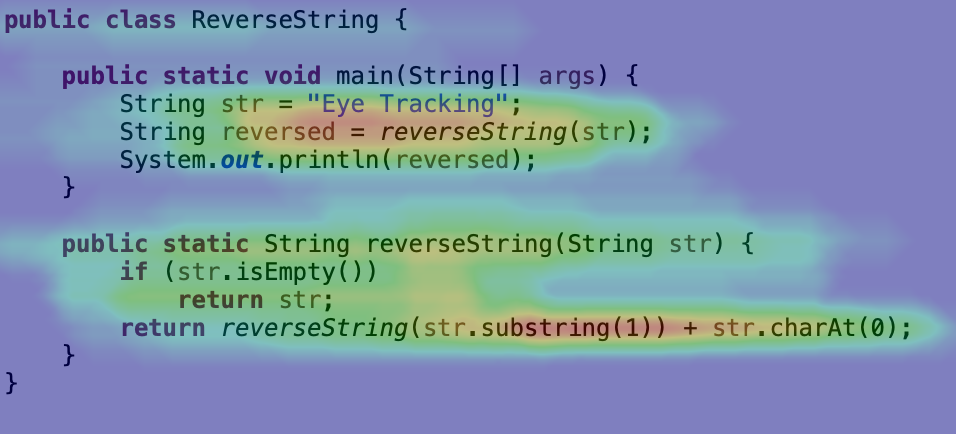 public class ReverseString {
public static void main(String[] args) {
String str = "Eye Tracking";
String reversed = reverseString(str);
System.out.println(reversed);
}
public static String reverseString(String str) {
if (str.isEmpty())
return str;
return reverseString(str.substring(1)) + str.charAt(0);
}
}